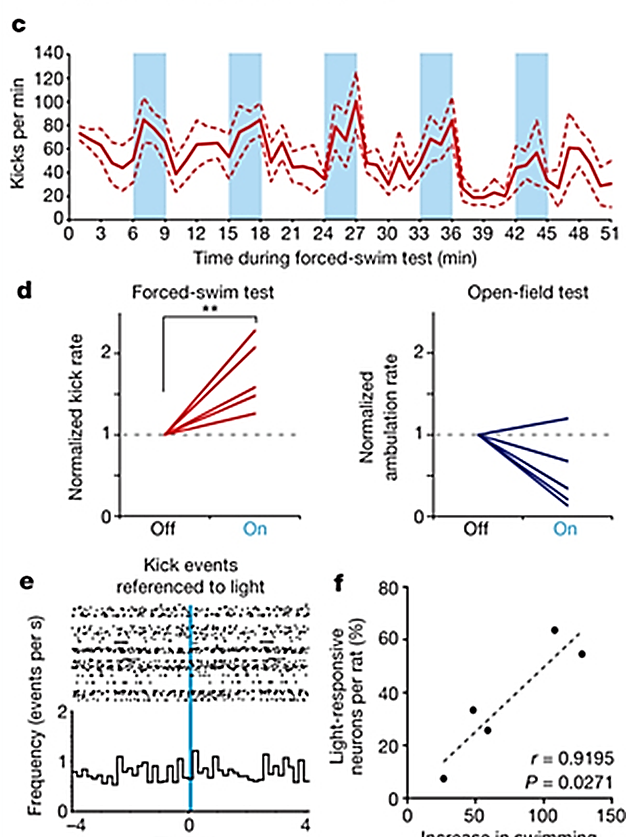 c
Kicks per min
140
120
100
80
60
40
20
0
0 3 6 9 12 15 18 21 24 27 30 33 36 39 42 45 48 51
Time during forced-swim test (min)
d
Forced-swim test
**
Normalized kick rate
2
1
0
Off On
Open-field test
Normalized
ambulation rate
2
1
0
Off On
e
Kick events
referenced to light
Frequency (events per s)
2
1
0
–4 0 4
f
Light-responsive
neurons per rat (%)
80
60
40
20
0
r = 0.9195
P = 0.0271
0 50 100 150
Increase in swimming